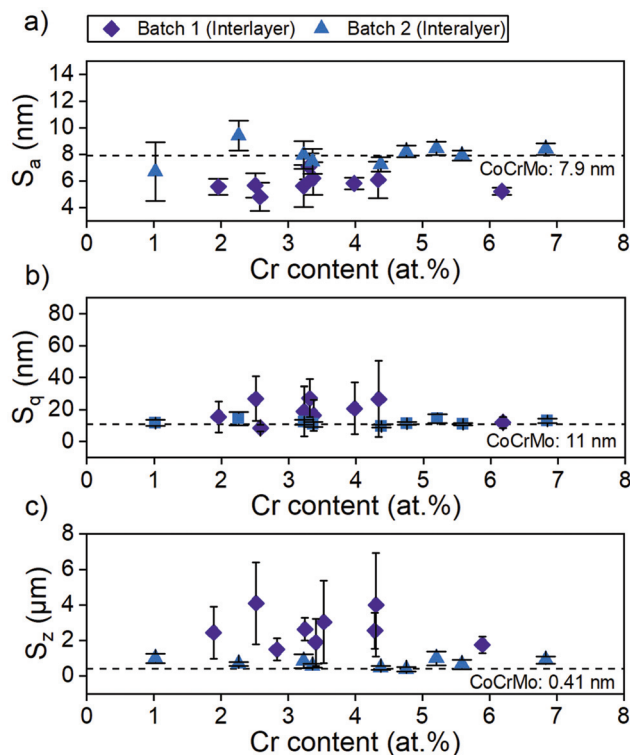 a)
Batch 1 (Interlayer) Batch 2 (Interalyer)
14
12
10
8
6
4
Sa (nm)
CoCrMo: 7.9 nm
0 1 2 3 4 5 6 7 8
Cr content (at.%)
b)
80
60
40
20
0
Sq (nm)
CoCrMo: 11 nm
0 1 2 3 4 5 6 7 8
Cr content (at.%)
c)
8
6
4
2
0
Sz (μm)
CoCrMo: 0.41 nm
0 1 2 3 4 5 6 7 8
Cr content (at.%)